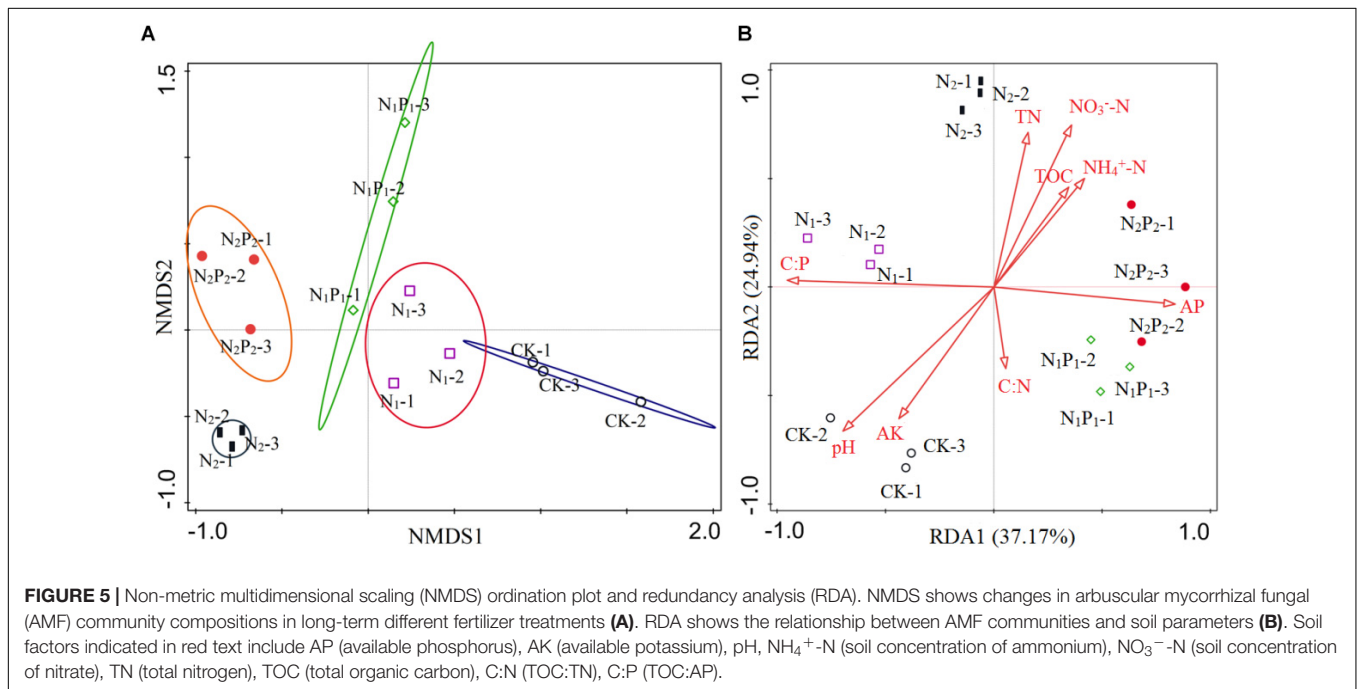 A
1.5
NMDS2
-1.0
-1.0
NMDS1
2.0
N₁P₁-3
N₁P₁-2
N₂P₂-1
N₂P₂-2
N₁P₁-1
N₂P₂-3
N₁-3
N₁-2
N₁-1
CK-1
CK-3
CK-2
N₂-2
N₂-3
N₂-1
B
1.0
RDA2 (24.94%)
-1.0
-1.0
RDA1 (37.17%)
1.0
N₂-1
N₂-2
N₂-3
TN
NO₃⁻-N
TOC
NH₄⁺-N
N₂P₂-1
N₁-3
N₁-2
N₁-1
C:P
N₂P₂-3
AP
N₂P₂-2
N₁P₁-2
N₁P₁-3
C:N
N₁P₁-1
CK-2
pH
AK
CK-3
CK-1
FIGURE 5 | Non-metric multidimensional scaling (NMDS) ordination plot and redundancy analysis (RDA). NMDS shows changes in arbuscular mycorrhizal fungal
(AMF) community compositions in long-term different fertilizer treatments (A). RDA shows the relationship between AMF communities and soil parameters (B). Soil
factors indicated in red text include AP (available phosphorus), AK (available potassium), pH, NH₄⁺-N (soil concentration of ammonium), NO₃⁻-N (soil concentration
of nitrate), TN (total nitrogen), TOC (total organic carbon), C:N (TOC:TN), C:P (TOC:AP).